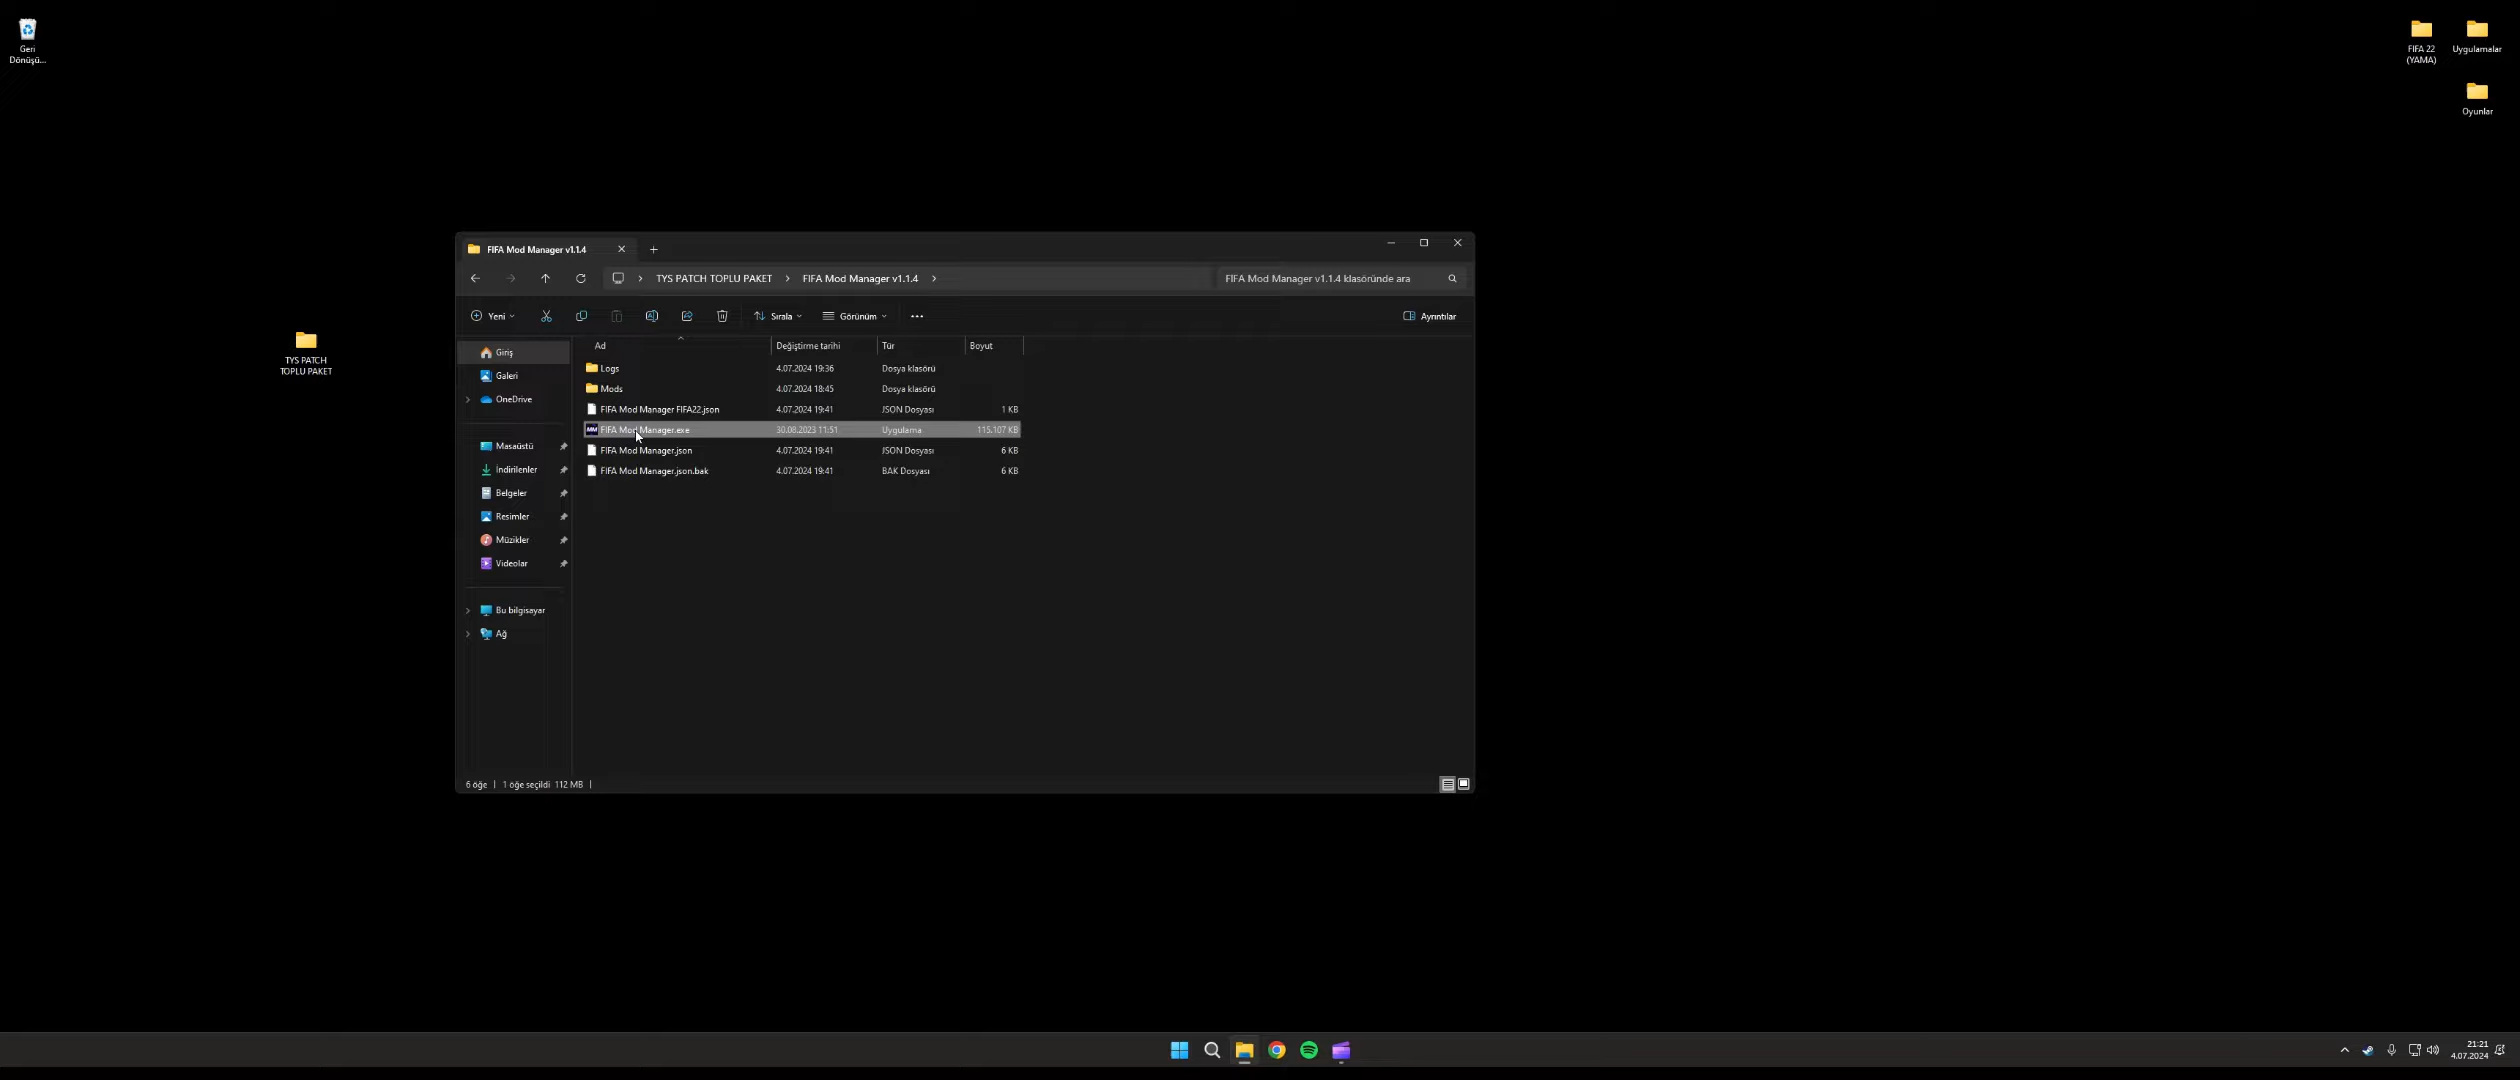 Geri
Dönüşü...
FIFA 22
(YAMA)
Uygulamalar
Oyunlar
TYS PATCH
TOPLU PAKET
FIFA Mod Manager v1.1.4
TYS PATCH TOPLU PAKET > FIFA Mod Manager v1.1.4 >
FIFA Mod Manager v1.1.4 klasöründe ara
Yeni
Sırala
Görünüm
Ayrıntılar
Ad Değiştirme tarihi Tür Boyut
Logs 4.07.2024 19:36 Dosya klasörü
Mods 4.07.2024 18:45 Dosya klasörü
FIFA Mod Manager FIFA22.json 4.07.2024 19:41 JSON Dosyası 1 KB
FIFA Mod Manager.exe 30.08.2023 11:51 Uygulama 115.107 KB
FIFA Mod Manager.json 4.07.2024 19:41 JSON Dosyası 6 KB
FIFA Mod Manager.json.bak 4.07.2024 19:41 BAK Dosyası 6 KB
Giriş
Galeri
OneDrive
Masaüstü
İndirilenler
Belgeler
Resimler
Müzikler
Videolar
Bu bilgisayar
Ağ
6 öğe | 1 öğe seçildi 112 MB |
21:21
4.07.2024